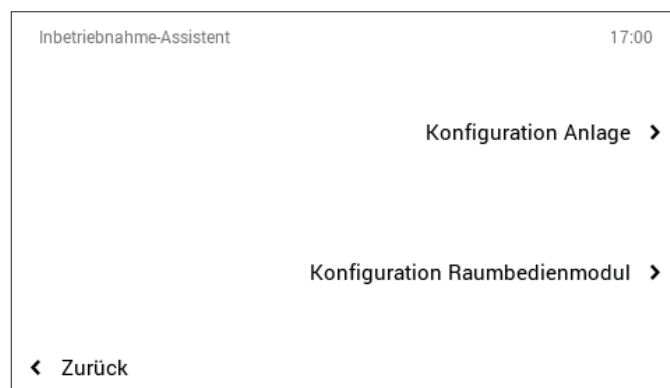 Inbetriebnahme-Assistent 17:00
Konfiguration Anlage
Konfiguration Raumbedienmodul
Zurück